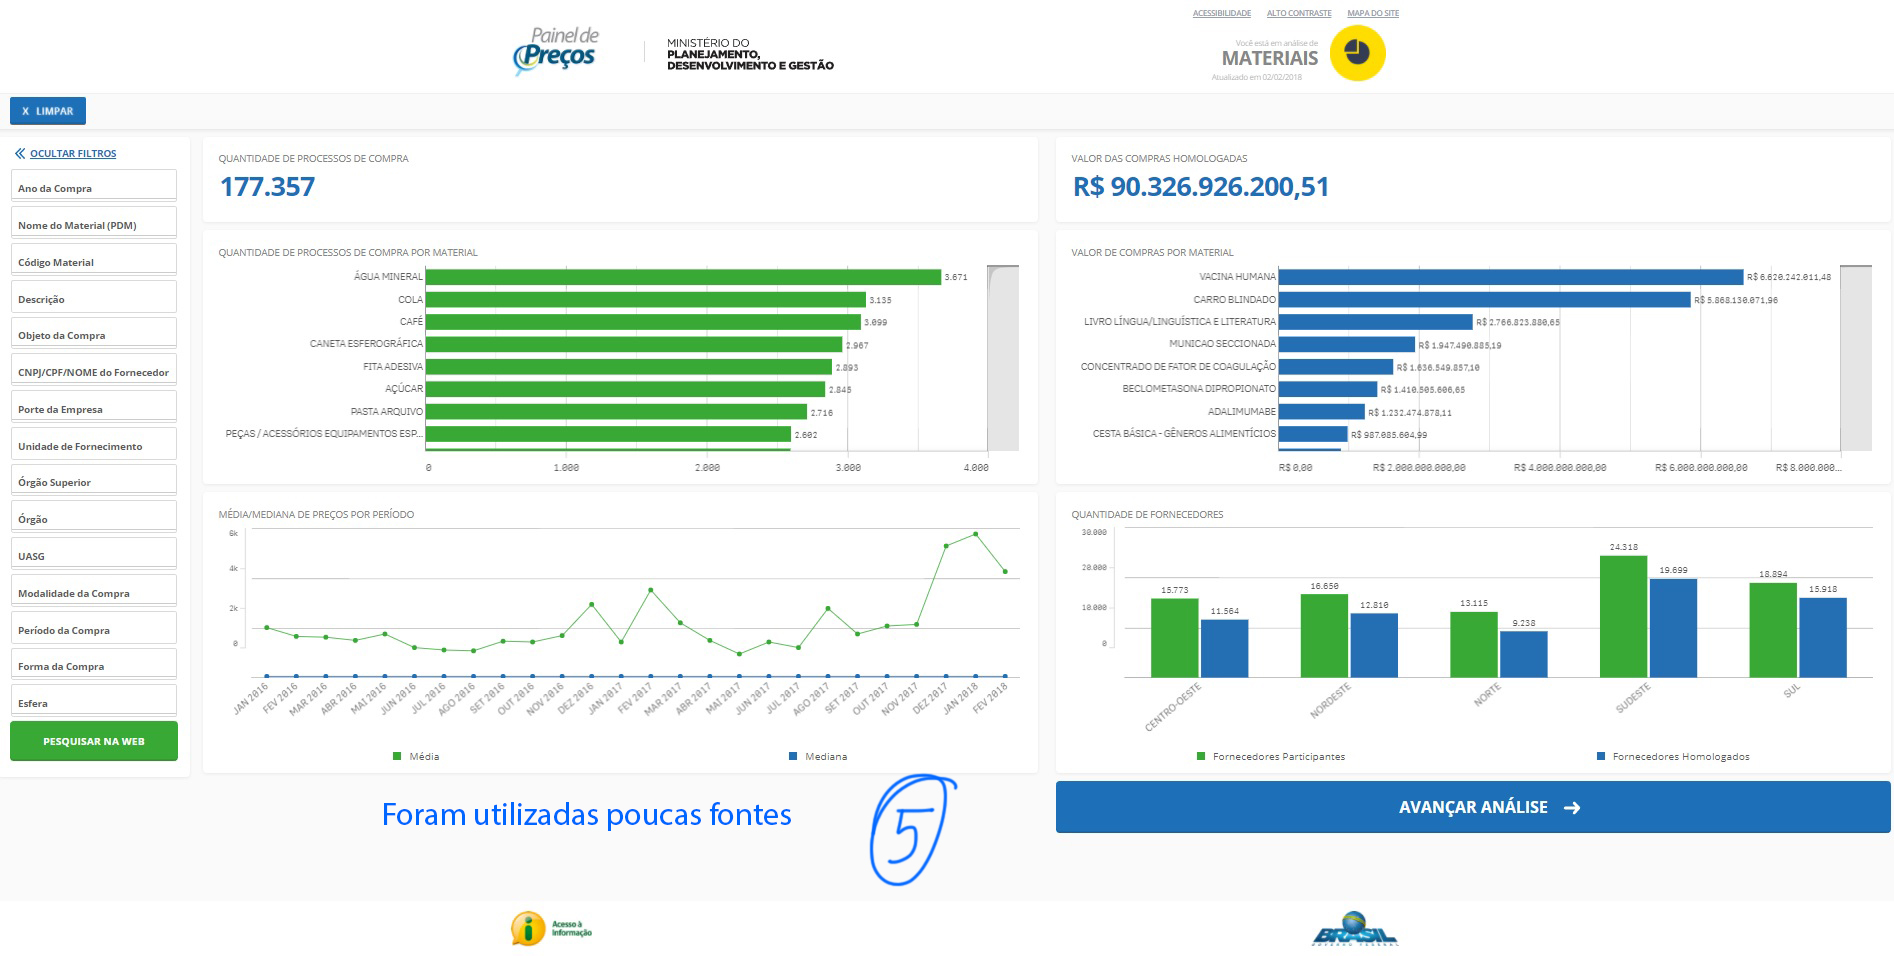 ACESSIBILIDADE ALTO CONTRASTE MAPA DO SITE
Painel de
Preços
MINISTÉRIO DO
PLANEJAMENTO,
DESENVOLVIMENTO E GESTÃO
Você está em análise de
MATERIAIS
Atualizado em 02/02/2018
X LIMPAR
OCULTAR FILTROS
Ano da Compra
Nome do Material (PDM)
Código Material
Descrição
Objeto da Compra
CNPJ/CPF/NOME do Fornecedor
Porte da Empresa
Unidade de Fornecimento
Órgão Superior
Órgão
UASG
Modalidade da Compra
Período da Compra
Forma da Compra
Esfera
PESQUISAR NA WEB
QUANTIDADE DE PROCESSOS DE COMPRA
177.357
VALOR DAS COMPRAS HOMOLOGADAS
R$ 90.326.926.200,51
QUANTIDADE DE PROCESSOS DE COMPRA POR MATERIAL
ÁGUA MINERAL 3.671
COLA 3.135
CAFÉ 3.099
CANETA ESFEROGRÁFICA 2.967
FITA ADESIVA 2.893
AÇÚCAR 2.845
PASTA ARQUIVO 2.716
PEÇAS / ACESSÓRIOS EQUIPAMENTOS ESP... 2.602
0 1.000 2.000 3.000 4.000
VALOR DE COMPRAS POR MATERIAL
VACINA HUMANA R$ 6.620.242.011,48
CARRO BLINDADO R$ 5.868.130.071,96
LIVRO LÍNGUA/LINGUÍSTICA E LITERATURA R$ 2.766.823.880,65
MUNICAO SECCIONADA R$ 1.947.490.885,19
CONCENTRADO DE FATOR DE COAGULAÇÃO R$ 1.636.549.857,10
BECLOMETASONA DIPROPIONATO R$ 1.410.505.606,65
ADALIMUMABE R$ 1.232.474.878,11
CESTA BÁSICA - GÊNEROS ALIMENTÍCIOS R$ 987.085.604,99
R$ 0,00 R$ 2.000.000.000,00 R$ 4.000.000.000,00 R$ 6.000.000.000,00 R$ 8.000.000...
MÉDIA/MEDIANA DE PREÇOS POR PERÍODO
6k
4k
2k
0
JAN 2016 FEV 2016 MAR 2016 ABR 2016 MAI 2016 JUN 2016 JUL 2016 AGO 2016 SET 2016 OUT 2016 NOV 2016 DEZ 2016 JAN 2017 FEV 2017 MAR 2017 ABR 2017 MAI 2017 JUN 2017 JUL 2017 AGO 2017 SET 2017 OUT 2017 NOV 2017 DEZ 2017 JAN 2018 FEV 2018
Média Mediana
QUANTIDADE DE FORNECEDORES
30.000
20.000
10.000
0
15.773 11.564 16.650 12.810 13.115 9.238 24.318 19.699 18.894 15.918
CENTRO-OESTE NORDESTE NORTE SUDESTE SUL
Fornecedores Participantes Fornecedores Homologados
Foram utilizadas poucas fontes
5
AVANÇAR ANÁLISE
Acesso à
Informação
BRASIL
GOVERNO FEDERAL